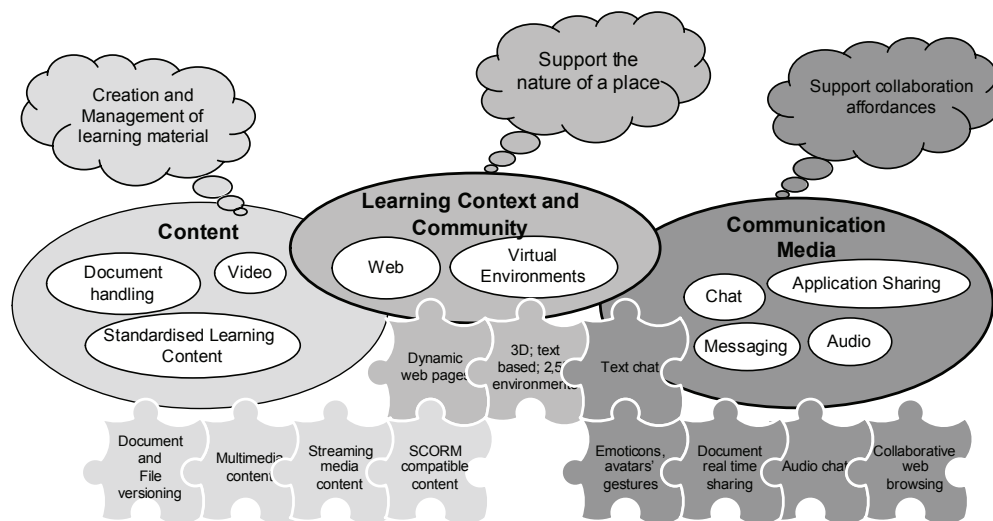 Support the
nature of a place
Creation and
Management of
learning material
Support collaboration
affordances
Learning Context and
Community
Content
Communication
Media
Web
Virtual
Environments
Document
handling
Video
Standardised Learning
Content
Chat
Application Sharing
Messaging
Audio
Dynamic
web pages
3D; text
based; 2,5
environments
Text chat
Document
and
File
versioning
Multimedia
content
Streaming
media
content
SCORM
compatible
content
Emoticons,
avatars'
gestures
Document
real time
sharing
Audio chat
Collaborative
web
browsing